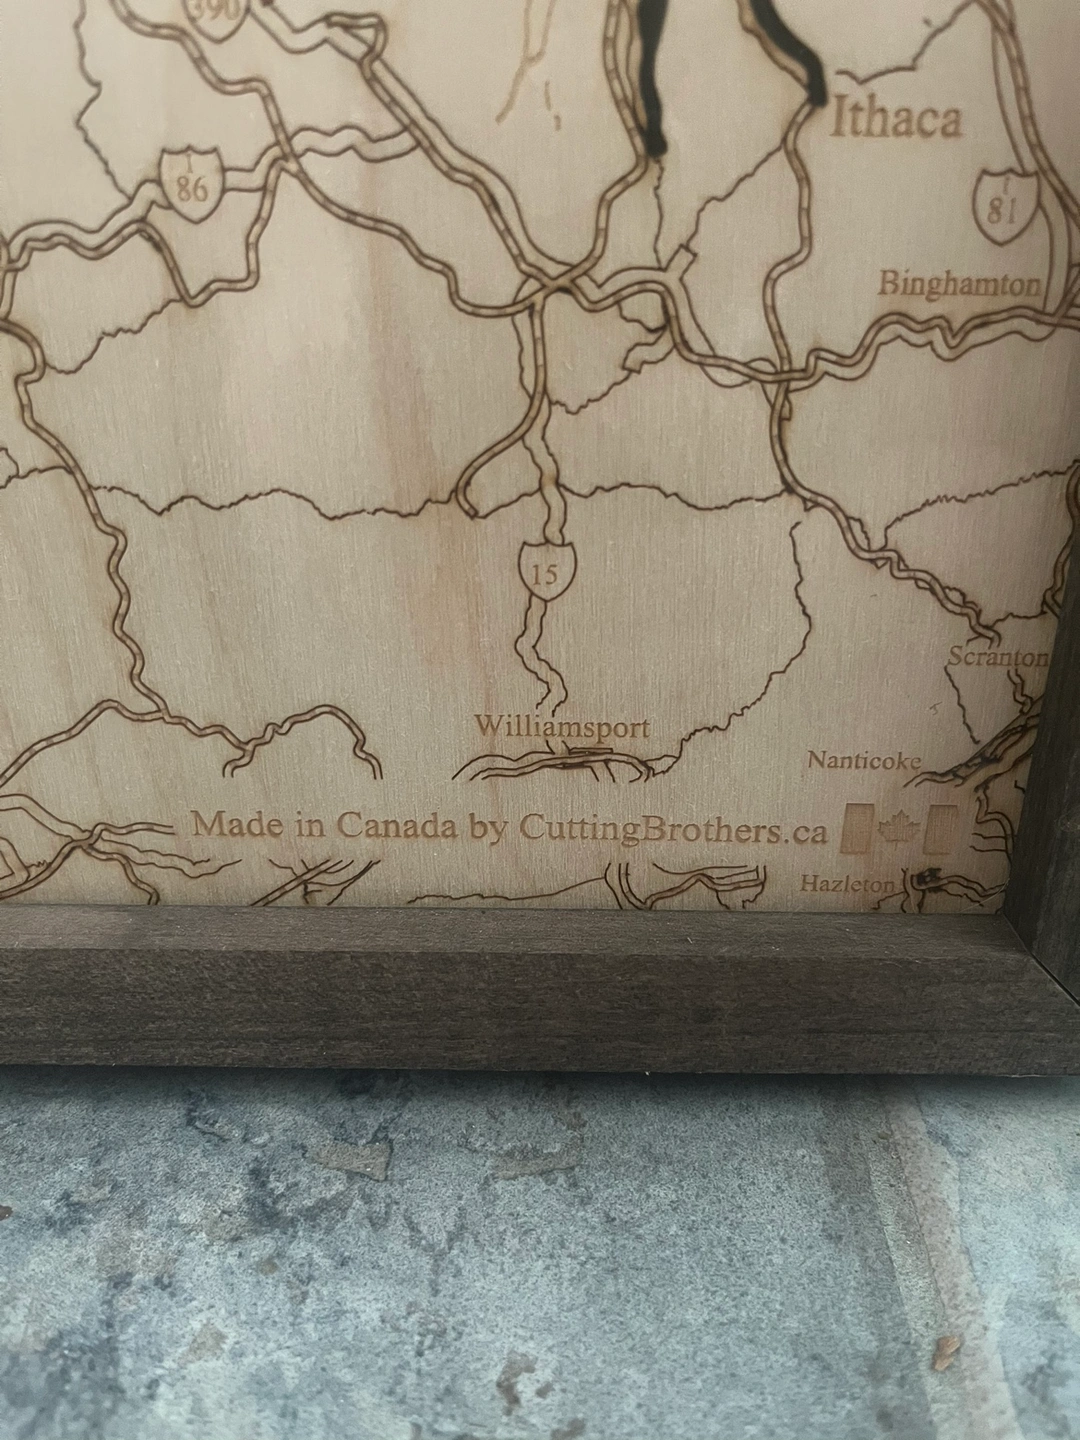 390
Ithaca
I
86
I
81
Binghamton
15
Scranton
Williamsport
Nanticoke
Made in Canada by CuttingBrothers.ca
Hazleton